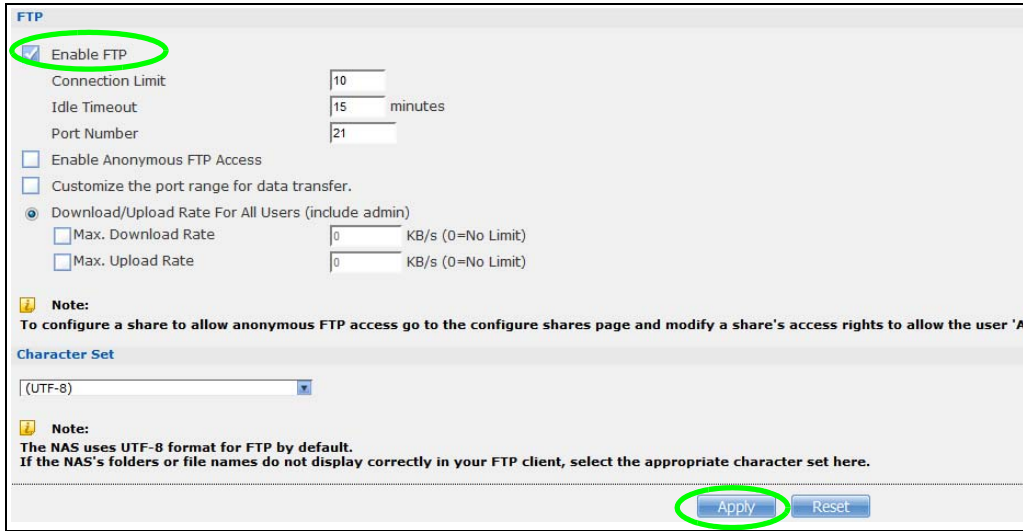 FTP
Enable FTP
Connection Limit 10
Idle Timeout 15 minutes
Port Number 21
Enable Anonymous FTP Access
Customize the port range for data transfer.
Download/Upload Rate For All Users (include admin)
Max. Download Rate 0 KB/s (0=No Limit)
Max. Upload Rate 0 KB/s (0=No Limit)
Note:
To configure a share to allow anonymous FTP access go to the configure shares page and modify a share's access rights to allow the user 'A
Character Set
(UTF-8)
Note:
The NAS uses UTF-8 format for FTP by default.
If the NAS's folders or file names do not display correctly in your FTP client, select the appropriate character set here.
Apply Reset